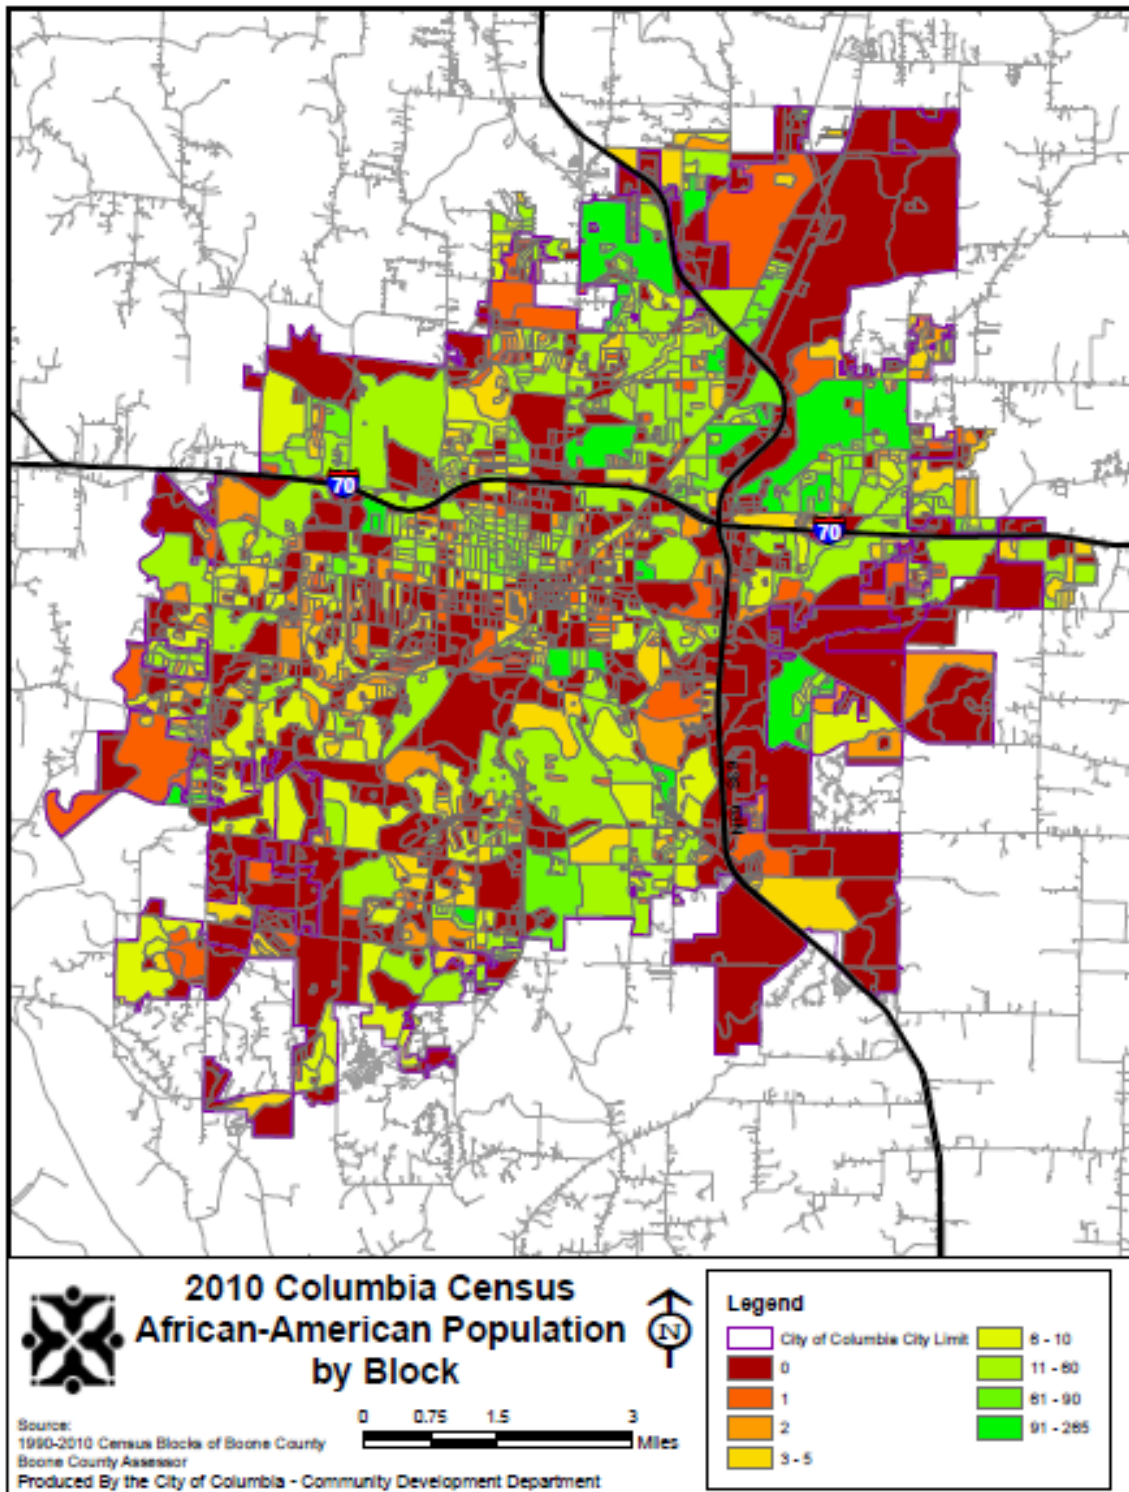 70
70
Hwy 63
2010 Columbia Census
African-American Population
by Block
N
Source:
1990-2010 Census Blocks of Boone County
Boone County Assessor
Produced By the City of Columbia - Community Development Department
0 0.75 1.5 3
Miles
Legend
City of Columbia City Limit
0
1
2
3 - 5
6 - 10
11 - 60
61 - 90
91 - 265